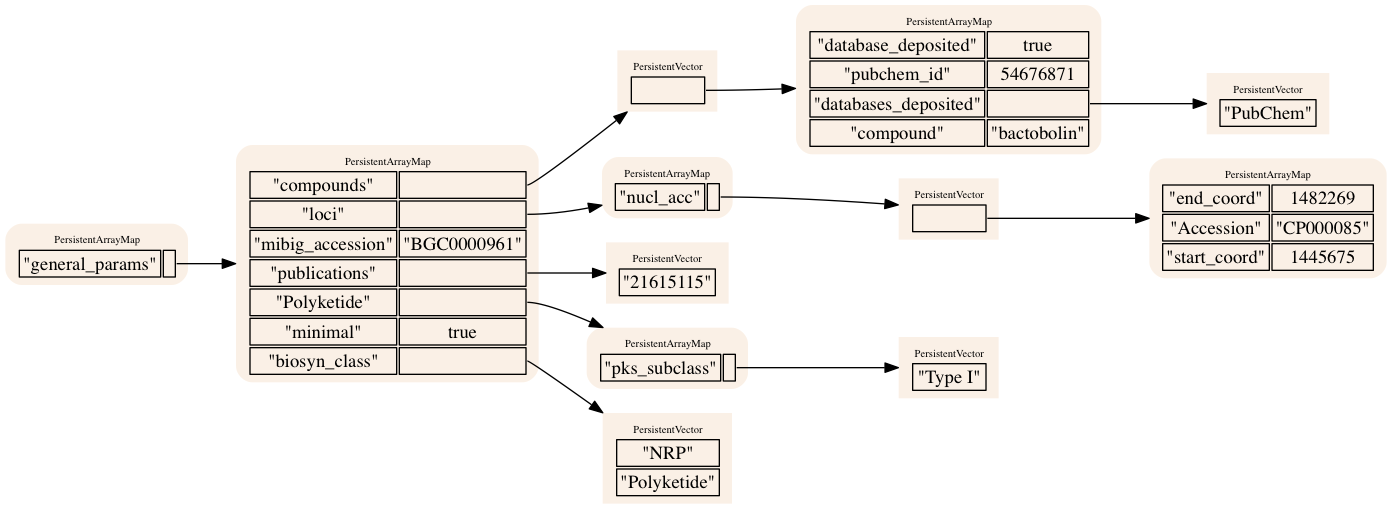 PersistentArrayMap
"general_params"
PersistentArrayMap
"compounds"
"loci"
"mibig_accession" "BGC0000961"
"publications"
"Polyketide"
"minimal" true
"biosyn_class"
PersistentVector
PersistentArrayMap
"database_deposited" true
"pubchem_id" 54676871
"databases_deposited"
"compound" "bactobolin"
PersistentVector
"PubChem"
PersistentArrayMap
"nucl_acc"
PersistentVector
PersistentArrayMap
"end_coord" 1482269
"Accession" "CP000085"
"start_coord" 1445675
PersistentVector
"21615115"
PersistentArrayMap
"pks_subclass"
PersistentVector
"Type I"
PersistentVector
"NRP"
"Polyketide"